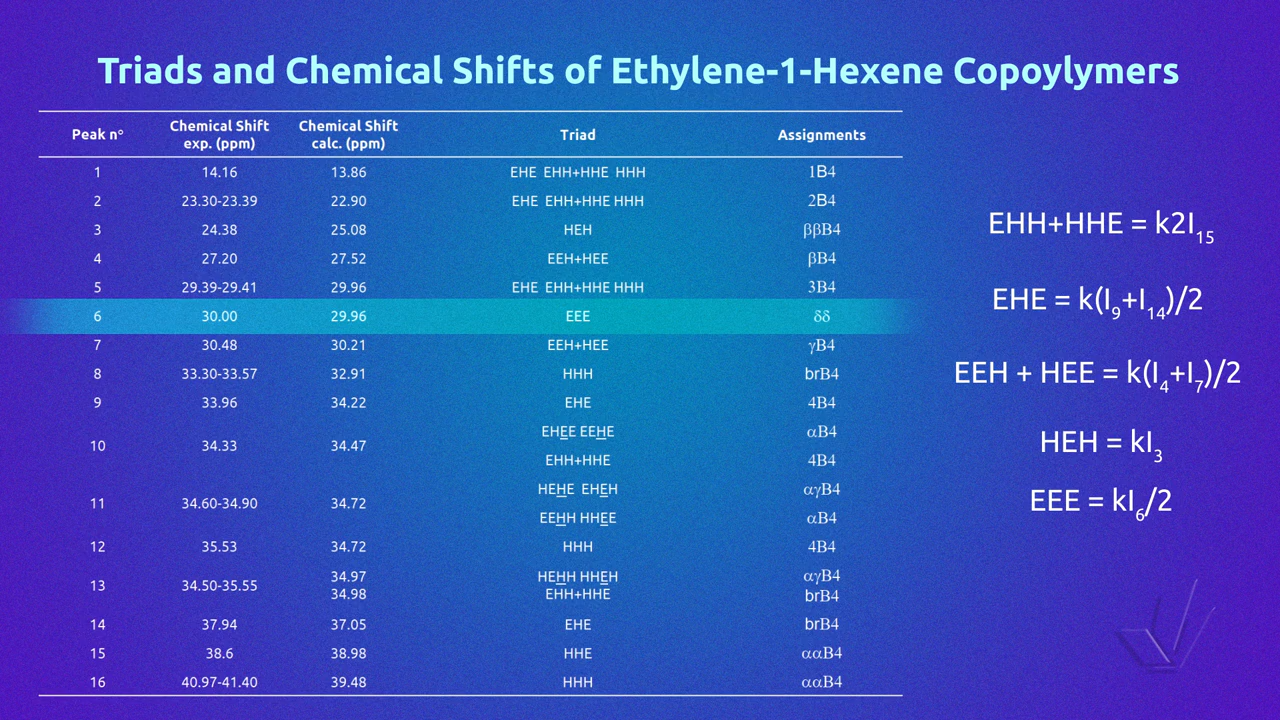 Triads and Chemical Shifts of Ethylene-1-Hexene Copoylymers
Peak n° Chemical Shift exp. (ppm) Chemical Shift calc. (ppm) Triad Assignments
1 14.16 13.86 EHE EHH+HHE HHH 1B4
2 23.30-23.39 22.90 EHE EHH+HHE HHH 2B4
3 24.38 25.08 HEH ββB4
4 27.20 27.52 EEH+HEE βB4
5 29.39-29.41 29.96 EHE EHH+HHE HHH 3B4
6 30.00 29.96 EEE δδ
7 30.48 30.21 EEH+HEE γB4
8 33.30-33.57 32.91 HHH brB4
9 33.96 34.22 EHE 4B4
10 34.33 34.47 EHEE EEHE αB4
EHH+HHE 4B4
11 34.60-34.90 34.72 HEHE EHEH αγB4
EEHH HHEE αB4
12 35.53 34.72 HHH 4B4
13 34.50-35.55 34.97 HEHH HHEH αγB4
34.98 EHH+HHE brB4
14 37.94 37.05 EHE brB4
15 38.6 38.98 HHE ααB4
16 40.97-41.40 39.48 HHH ααB4
EHH+HHE = k2I15
EHE = k(I9+I14)/2
EEH + HEE = k(I4+I7)/2
HEH = kI3
EEE = kI6/2